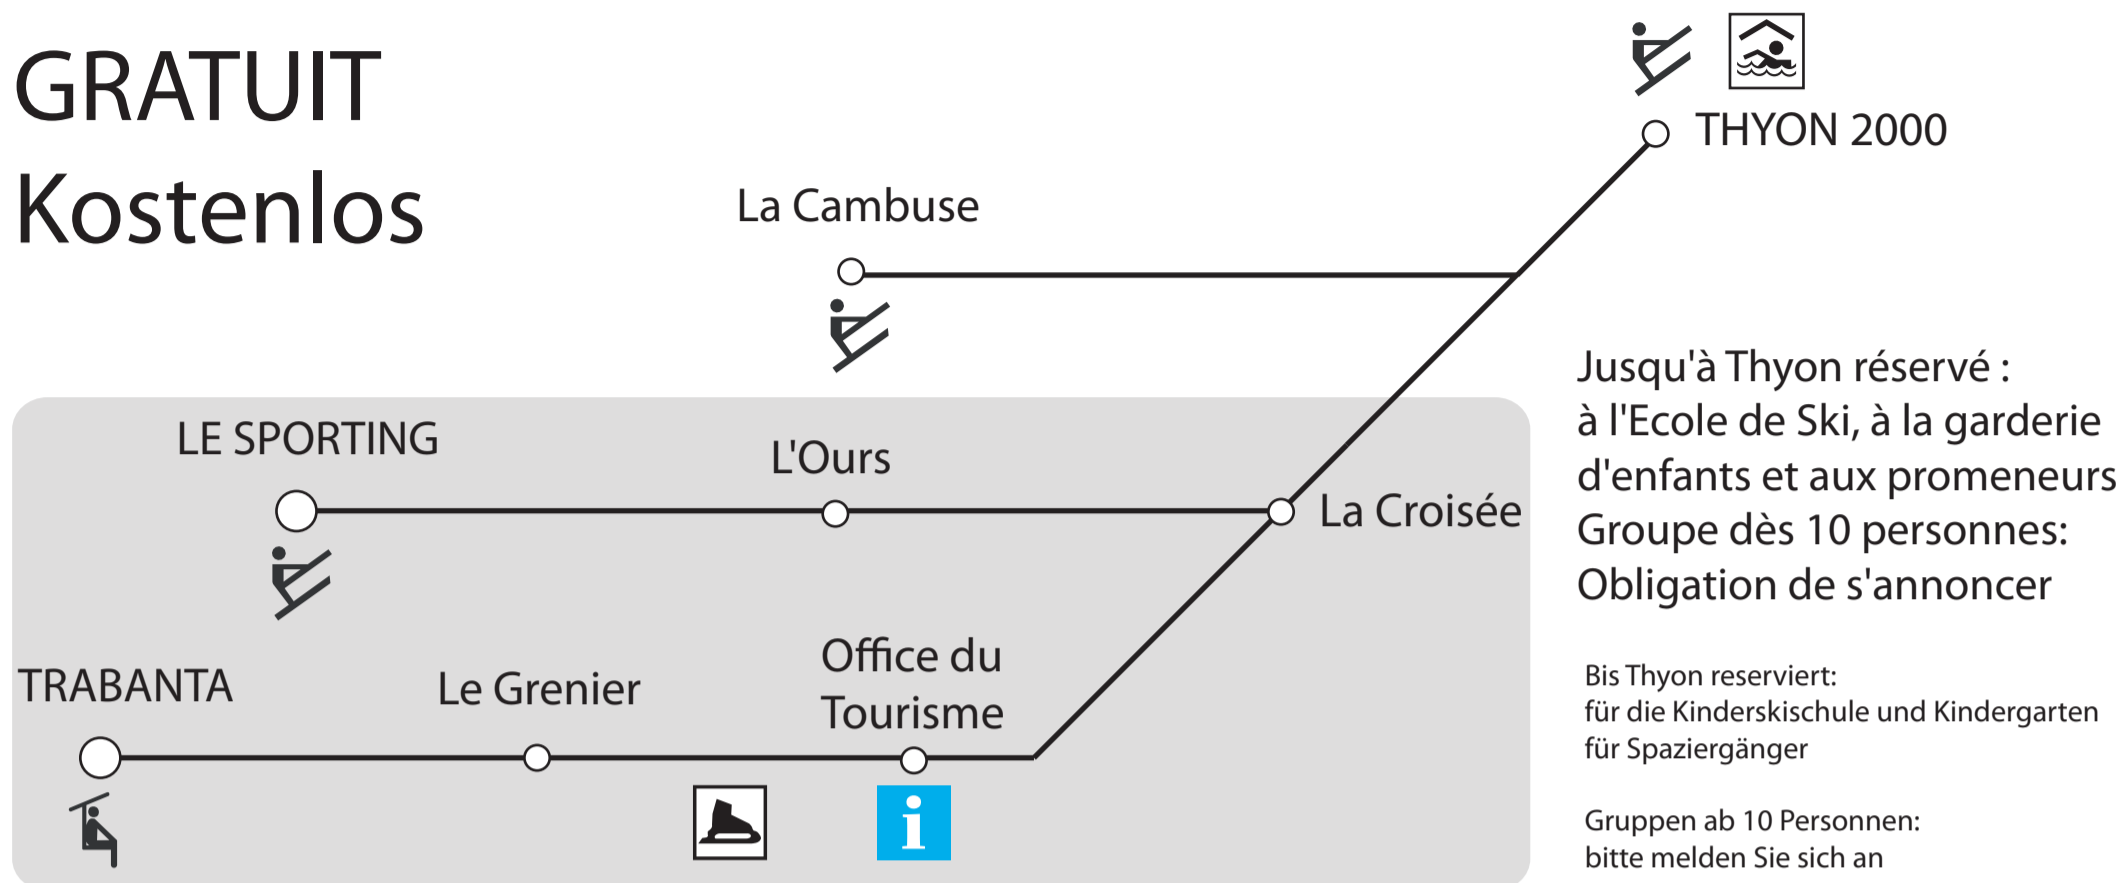 GRATUIT
Kostenlos
THYON 2000
La Cambuse
LE SPORTING
L'Ours
La Croisée
TRABANTA
Le Grenier
Office du
Tourisme
i
Jusqu'à Thyon réservé :
à l'Ecole de Ski, à la garderie
d'enfants et aux promeneurs
Groupe dès 10 personnes:
Obligation de s'annoncer
Bis Thyon reserviert:
für die Kinderskischule und Kindergarten
für Spaziergänger
Gruppen ab 10 Personnen:
bitte melden Sie sich an